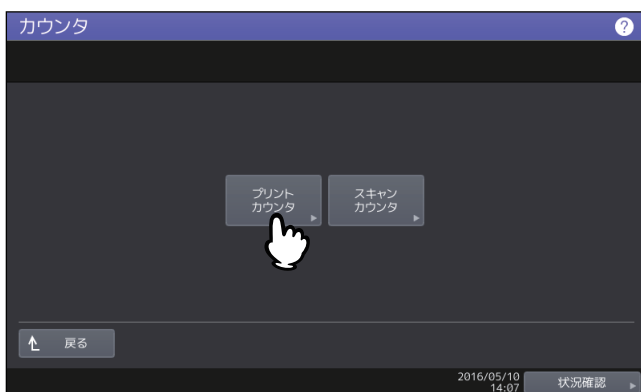 カウンタ
?
プリント
カウンタ
スキャン
カウンタ
戻る
2016/05/10
14:07
状況確認